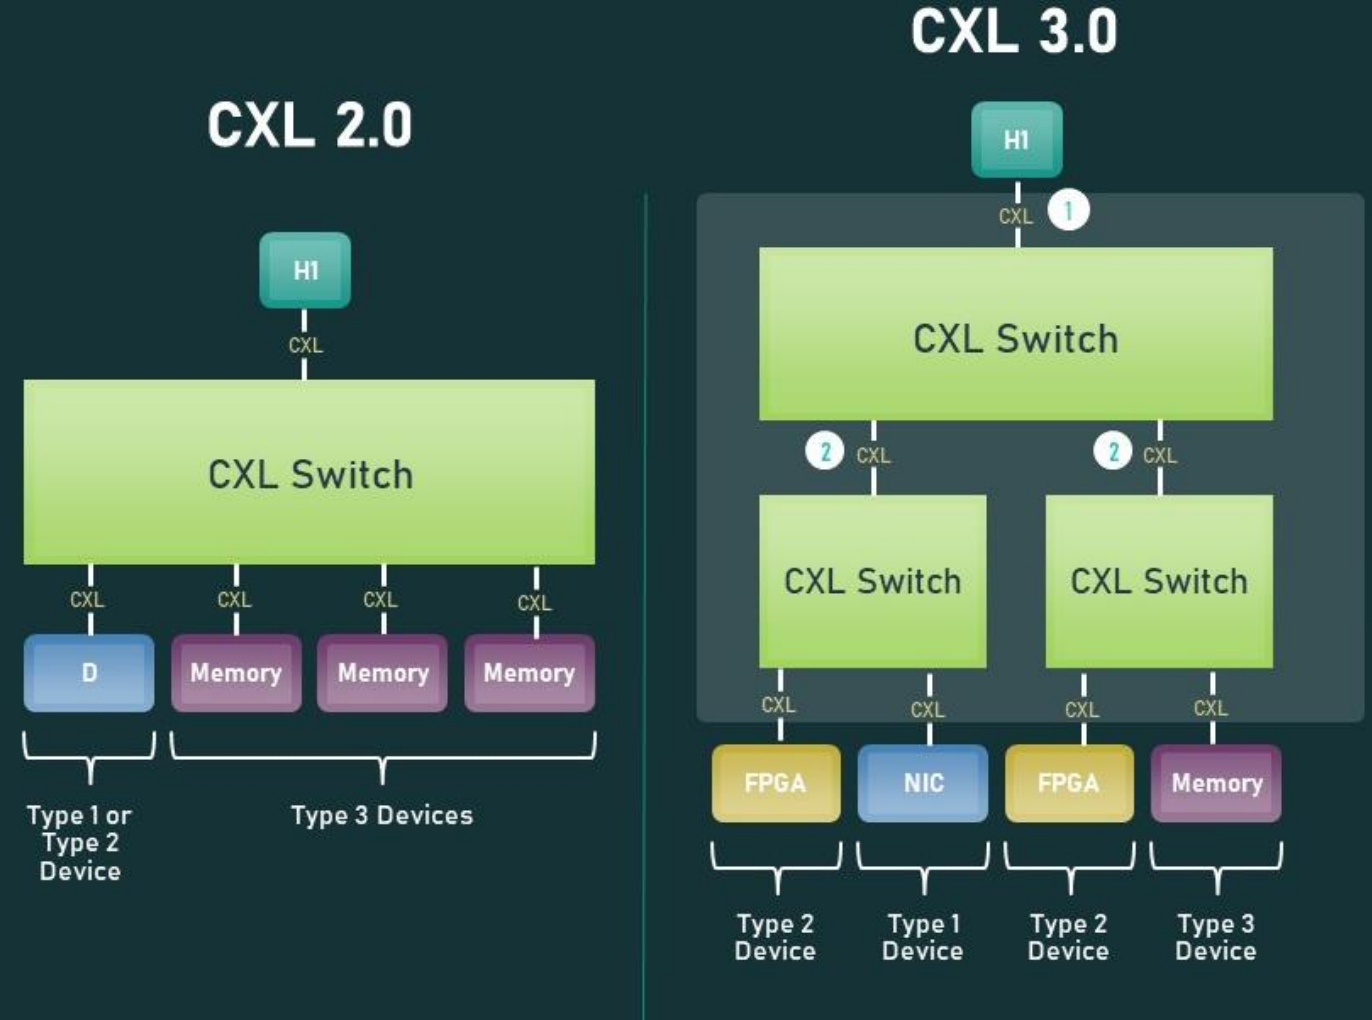 CXL 2.0
H1
CXL
CXL Switch
CXL CXL CXL CXL
D Memory Memory Memory
Type 1 or
Type 2
Device
Type 3 Devices
CXL 3.0
H1
CXL 1
CXL Switch
2 CXL 2 CXL
CXL Switch CXL Switch
CXL CXL CXL CXL
FPGA NIC FPGA Memory
Type 2
Device
Type 1
Device
Type 2
Device
Type 3
Device